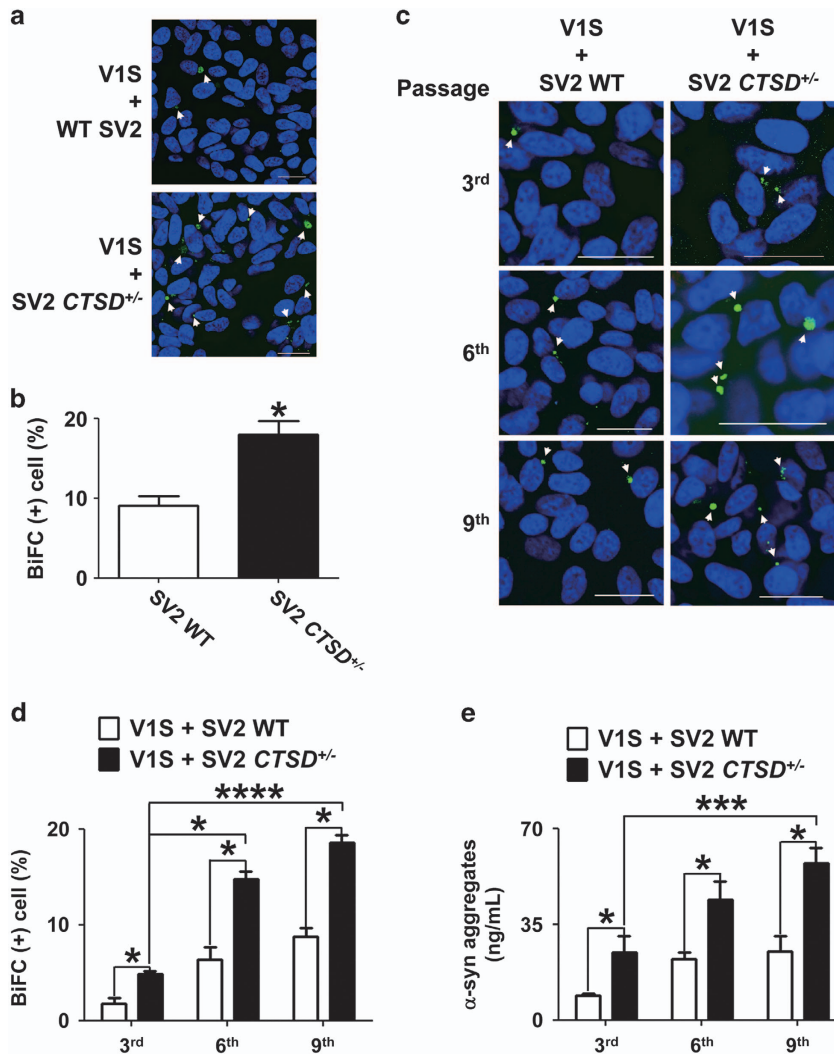 a
V1S
+
WT SV2
V1S
+
SV2 CTSD+/-
b
BiFC (+) cell (%)
20
10
0
*
SV2 WT
SV2 CTSD+/-
c
V1S
+
SV2 WT
V1S
+
SV2 CTSD+/-
Passage
3rd
6th
9th
d
V1S + SV2 WT
V1S + SV2 CTSD+/-
BiFC (+) cell (%)
20
10
0
****
*
*
*
*
3rd 6th 9th
e
V1S + SV2 WT
V1S + SV2 CTSD+/-
α-syn aggregates
(ng/mL)
70
35
0
***
*
*
*
3rd 6th 9th